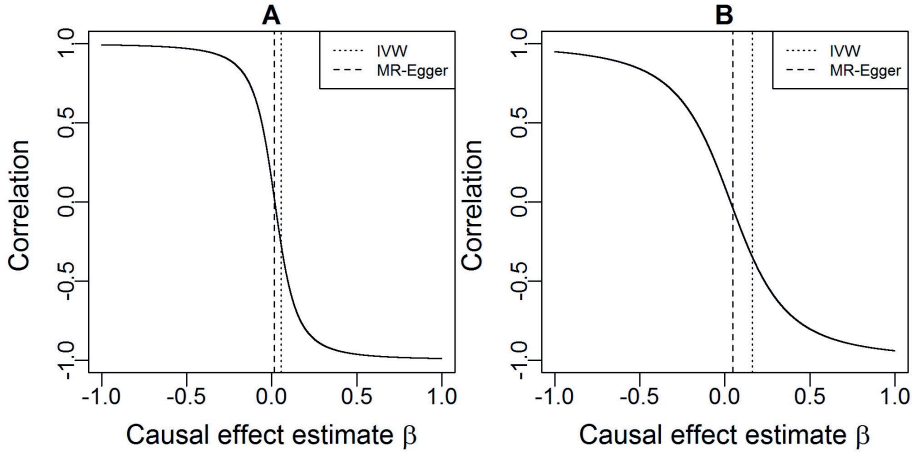 A
1.0
0.5
0.0
-0.5
-1.0
Correlation
IVW
MR-Egger
-1.0 -0.5 0.0 0.5 1.0
Causal effect estimate β
B
1.0
0.5
0.0
-0.5
-1.0
Correlation
IVW
MR-Egger
-1.0 -0.5 0.0 0.5 1.0
Causal effect estimate β